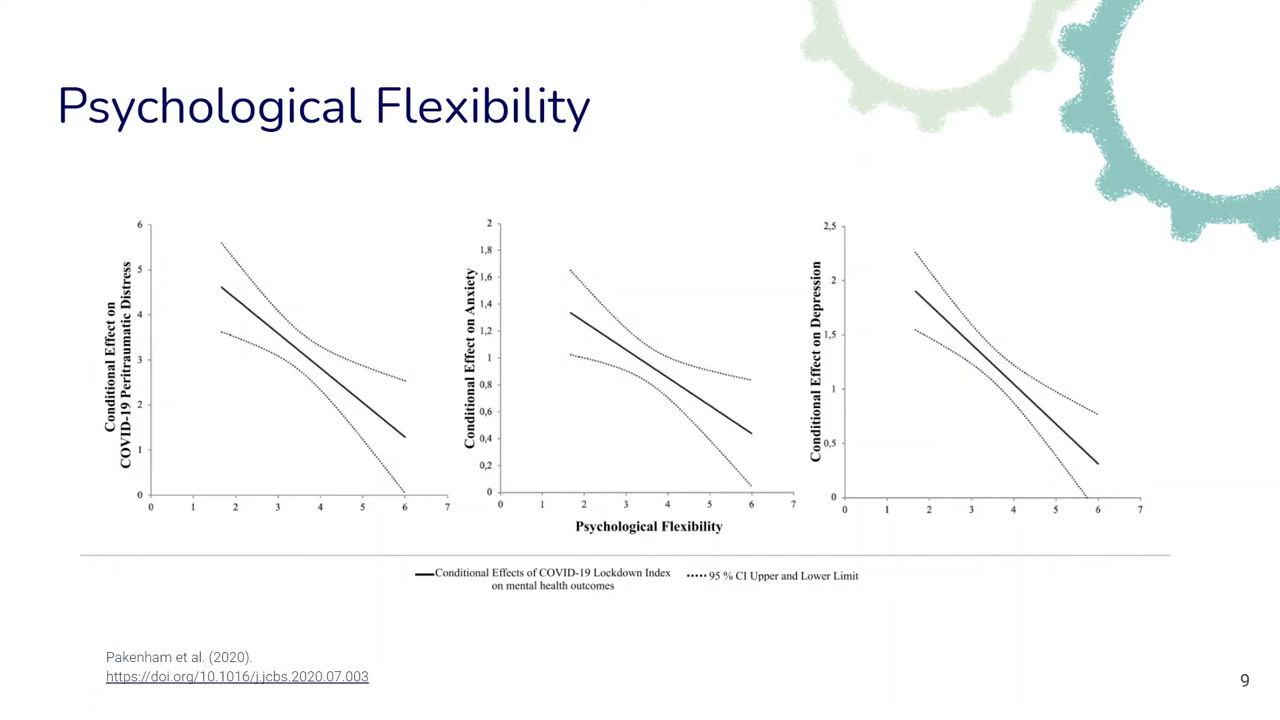 Psychological Flexibility
Conditional Effect on
COVID-19 Peritraumatic Distress
6
5
4
3
2
1
0
0 1 2 3 4 5 6 7
Conditional Effect on Anxiety
2
1,8
1,6
1,4
1,2
1
0,8
0,6
0,4
0,2
0
0 1 2 3 4 5 6 7
Psychological Flexibility
Conditional Effect on Depression
2,5
2
1,5
1
0,5
0
0 1 2 3 4 5 6 7
Conditional Effects of COVID-19 Lockdown Index
on mental health outcomes
95 % CI Upper and Lower Limit
Pakenham et al. (2020).
https://doi.org/10.1016/j.jcbs.2020.07.003
9